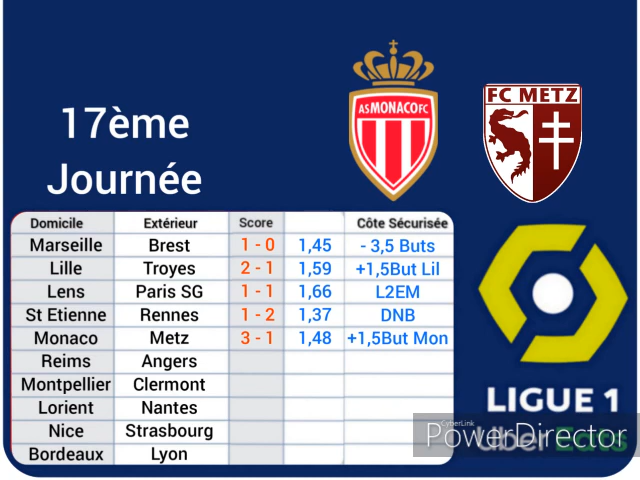 17ème
Journée
ASMONACOFC
FC METZ
Domicile Extérieur Score Côte Sécurisée
Marseille Brest 1 - 0 1,45 - 3,5 Buts
Lille Troyes 2 - 1 1,59 +1,5But Lil
Lens Paris SG 1 - 1 1,66 L2EM
St Etienne Rennes 1 - 2 1,37 DNB
Monaco Metz 3 - 1 1,48 +1,5But Mon
Reims Angers
Montpellier Clermont
Lorient Nantes
Nice Strasbourg
Bordeaux Lyon
LIGUE 1
Uber Eats
CyberLink
PowerDirector